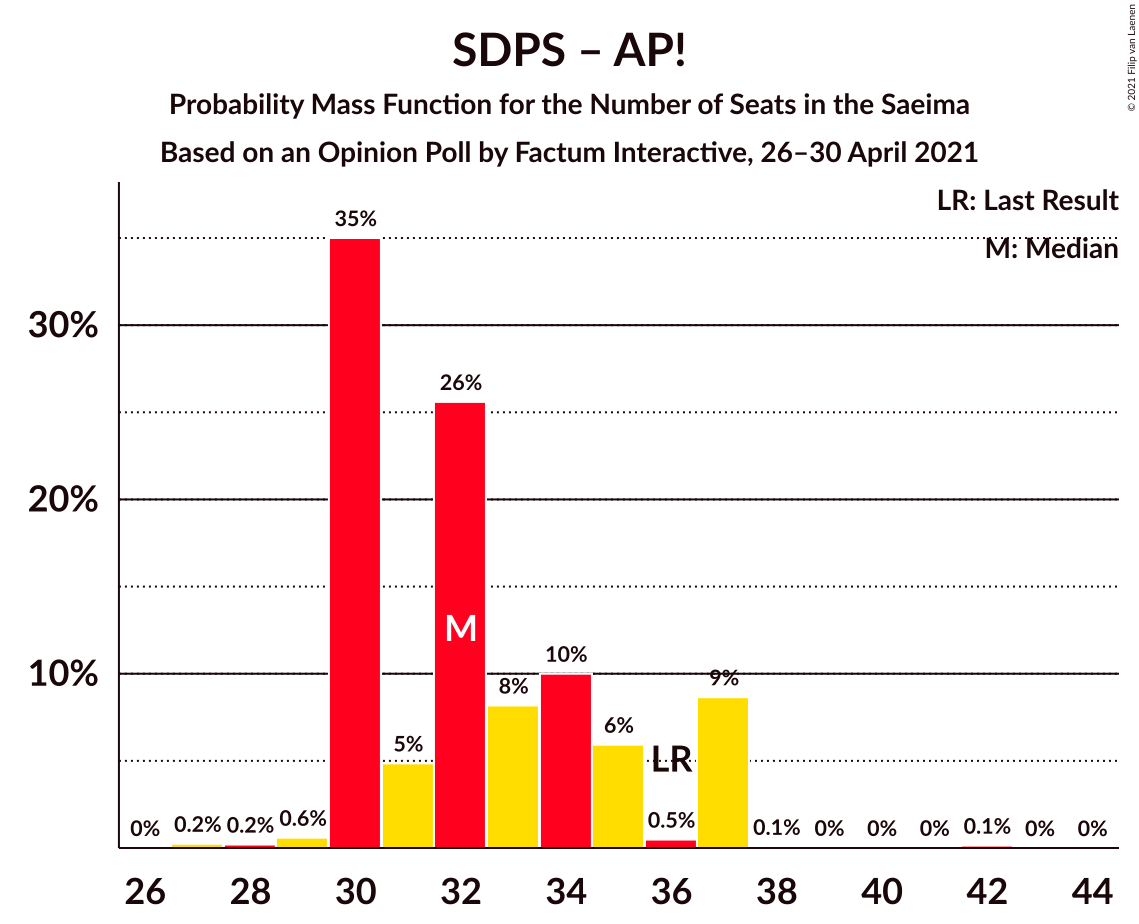 SDPS – AP!
Probability Mass Function for the Number of Seats in the Saeima
Based on an Opinion Poll by Factum Interactive, 26–30 April 2021
© 2021 Filip van Laenen
LR: Last Result
M: Median
35%
30%
26%
20%
M
10%
10%
9%
8%
6%
5%
LR
0% 0.2% 0.2% 0.6% 0.5% 0.1% 0% 0% 0% 0.1% 0% 0%
26 28 30 32 34 36 38 40 42 44